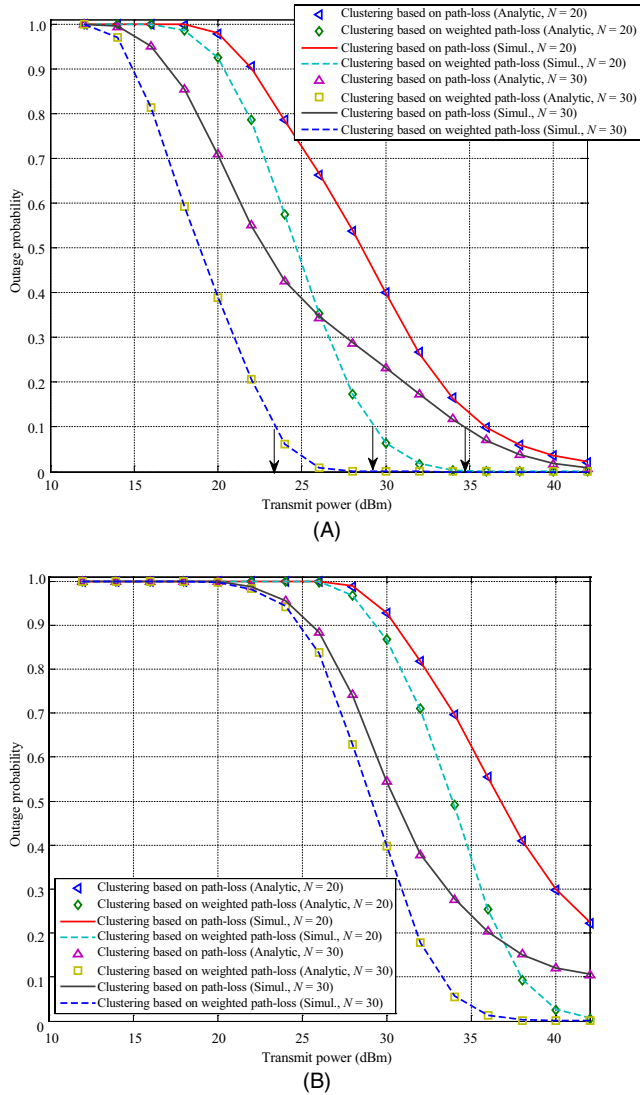 1.0
0.9
0.8
0.7
0.6
0.5
0.4
0.3
0.2
0.1
0
Outage probability
Clustering based on path-loss (Analytic, N = 20)
Clustering based on weighted path-loss (Analytic, N = 20)
Clustering based on path-loss (Simul., N = 20)
Clustering based on weighted path-loss (Simul., N = 20)
Clustering based on path-loss (Analytic, N = 30)
Clustering based on weighted path-loss (Analytic, N = 30)
Clustering based on path-loss (Simul., N = 30)
Clustering based on weighted path-loss (Simul., N = 30)
10 15 20 25 30 35 40
Transmit power (dBm)
(A)
1.0
0.9
0.8
0.7
0.6
0.5
0.4
0.3
0.2
0.1
0
Outage probability
Clustering based on path-loss (Analytic, N = 20)
Clustering based on weighted path-loss (Analytic, N = 20)
Clustering based on path-loss (Simul., N = 20)
Clustering based on weighted path-loss (Simul., N = 20)
Clustering based on path-loss (Analytic, N = 30)
Clustering based on weighted path-loss (Analytic, N = 30)
Clustering based on path-loss (Simul., N = 30)
Clustering based on weighted path-loss (Simul., N = 30)
10 15 20 25 30 35 40
Transmit power (dBm)
(B)